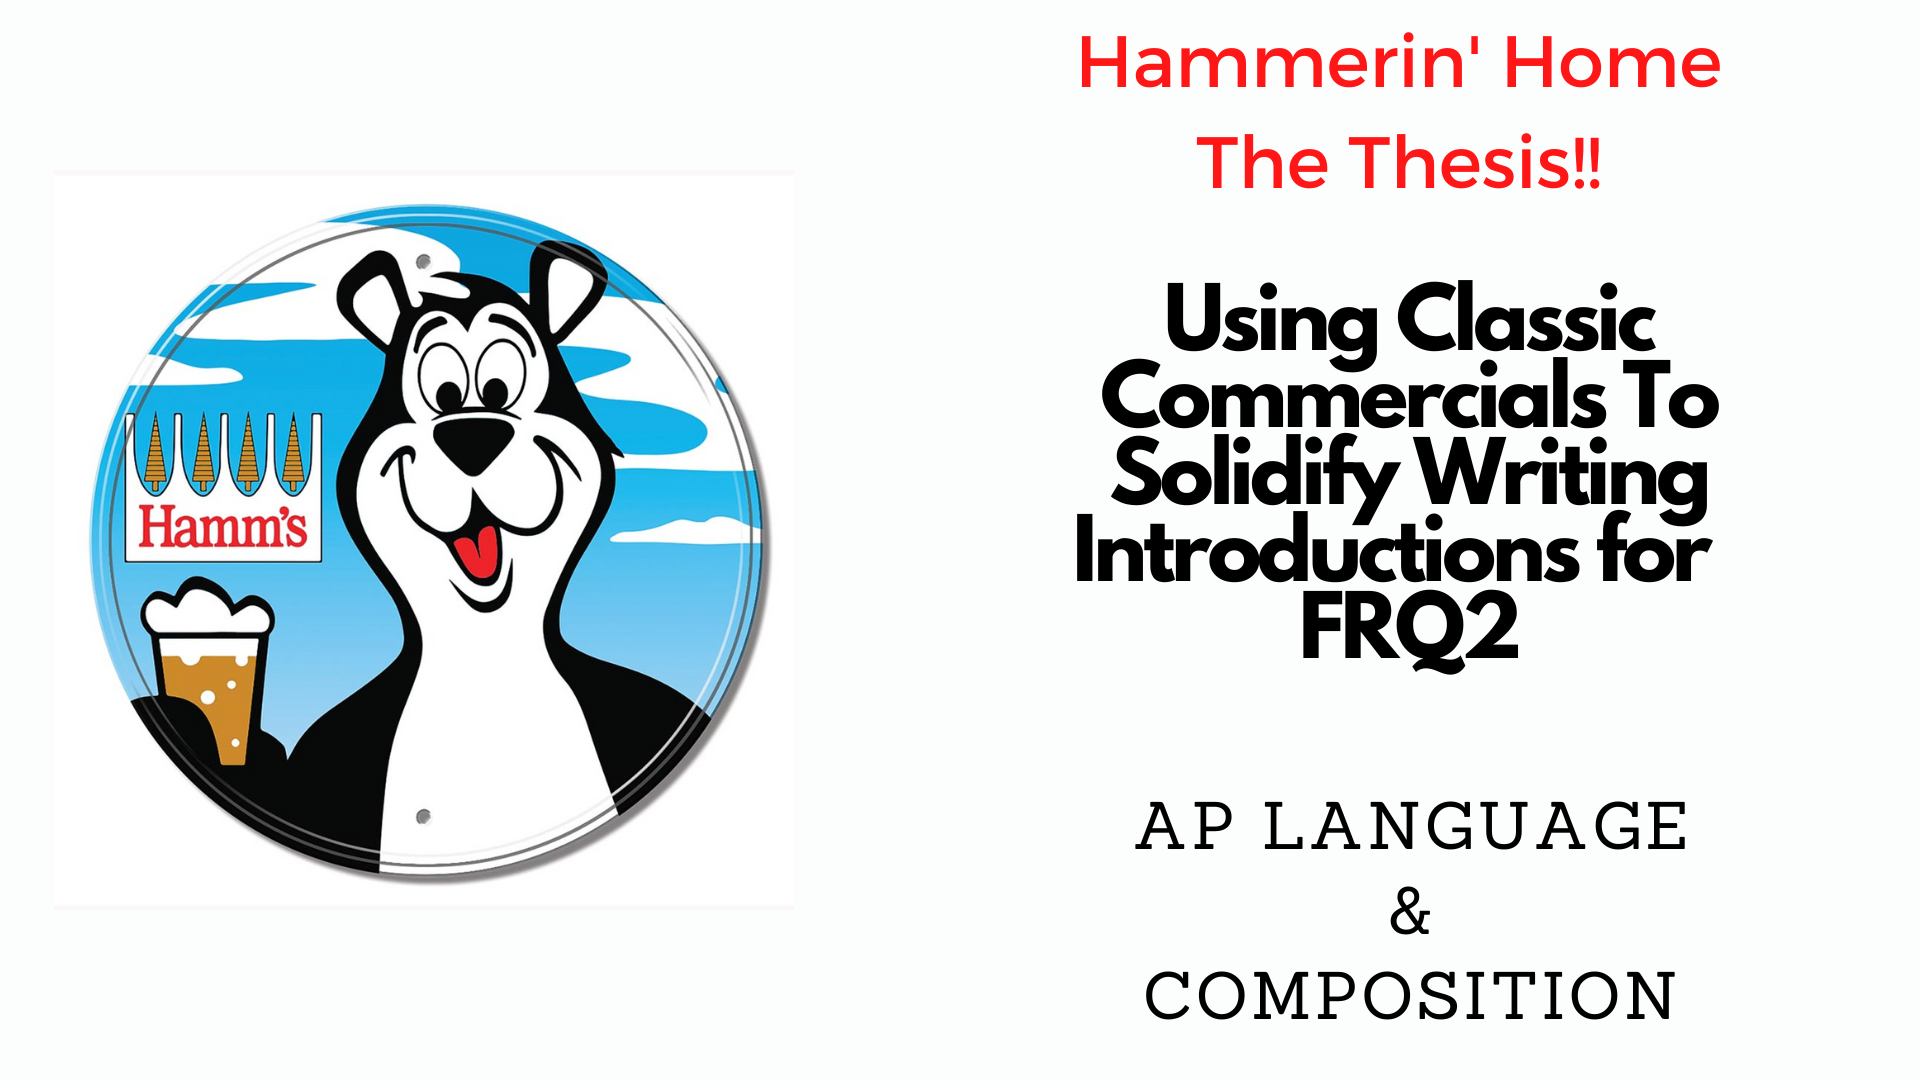 Hamm's
Hammerin' Home
The Thesis!!
Using Classic
Commercials To
Solidify Writing
Introductions for
FRQ2
AP LANGUAGE
&
COMPOSITION